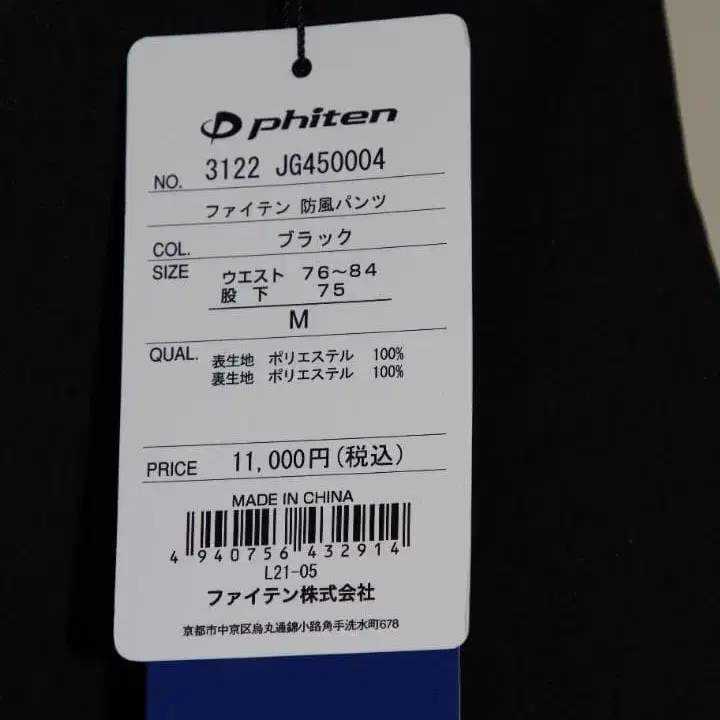 phiten
NO. 3122 JG450004
ファイテン 防風パンツ
COL. ブラック
SIZE ウエスト 76～84
股下 75
M
QUAL. 表生地 ポリエステル 100%
裏生地 ポリエステル 100%
PRICE 11,000円(税込)
MADE IN CHINA
4 940756 432914
L21-05
ファイテン株式会社
京都市中京区烏丸通錦小路角手洗水町678